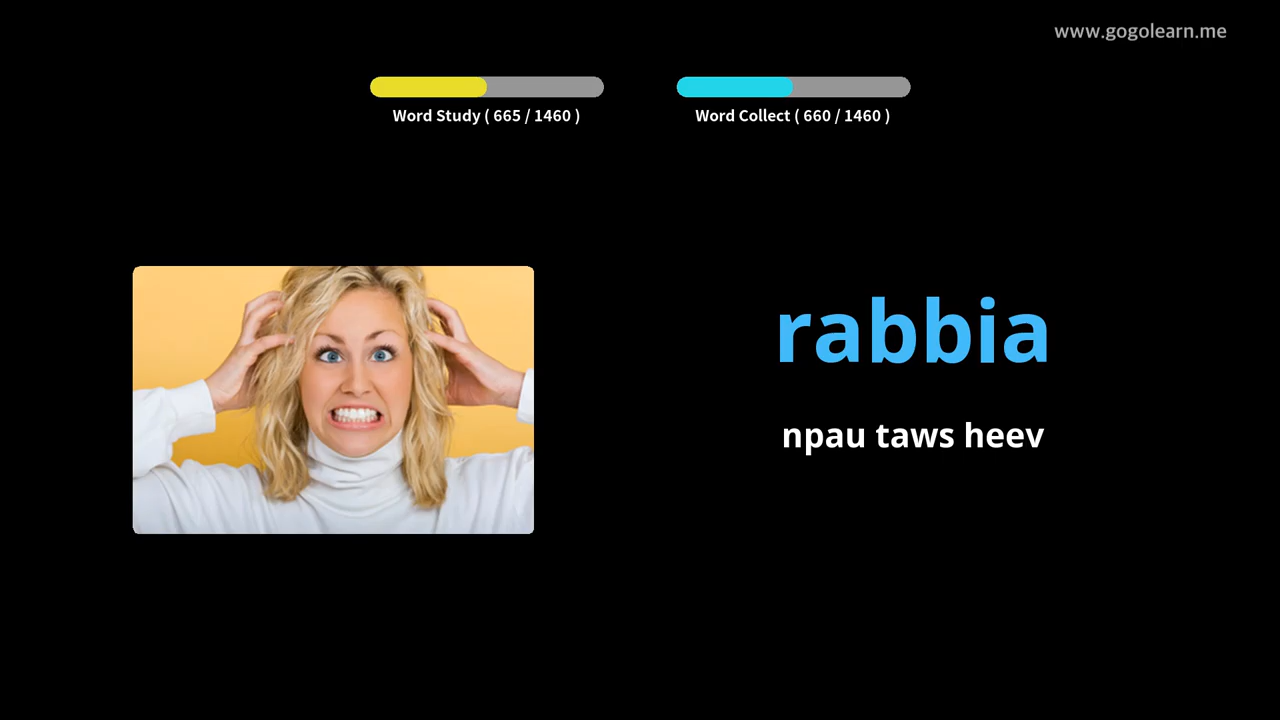 www.gogolearn.me
Word Study ( 665 / 1460 )
Word Collect ( 660 / 1460 )
rabbia
npau taws heev